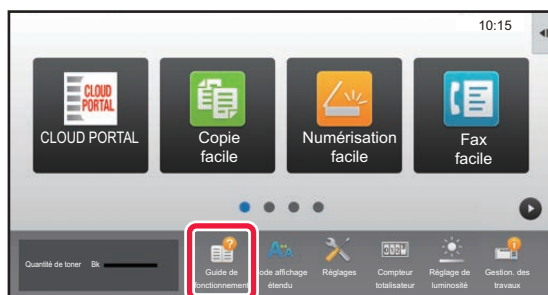 10:15
CLOUD
PORTAL
CLOUD PORTAL
Copie
facile
Numérisation
facile
Fax
facile
Quantité de toner Bk
Guide de
fonctionnement
ode affichage
étendu
Réglages
Compteur
totalisateur
Réglage de
luminosité
Gestion. des
travaux